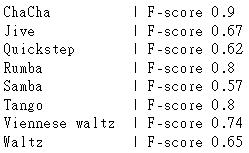 ChaCha | F-score 0.9
Jive | F-score 0.67
Quickstep | F-score 0.62
Rumba | F-score 0.8
Samba | F-score 0.57
Tango | F-score 0.8
Viennese waltz | F-score 0.74
Waltz | F-score 0.65